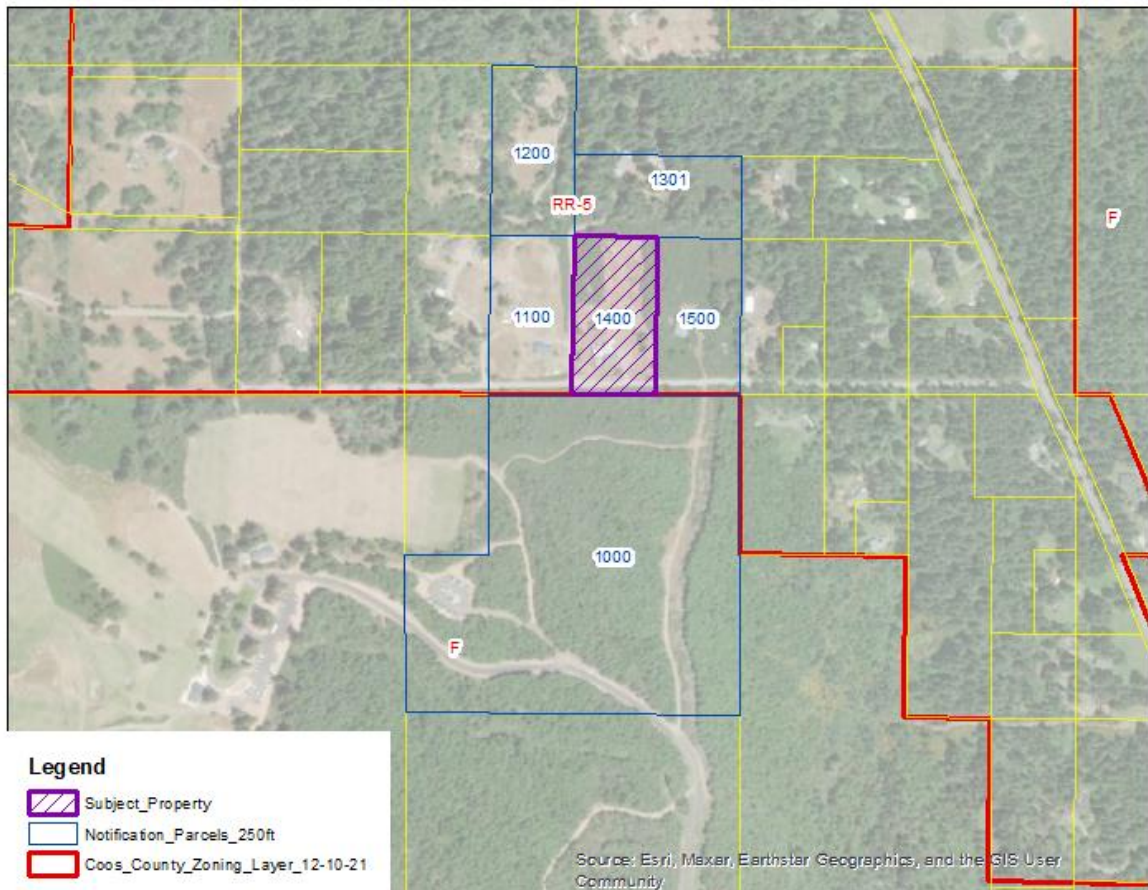 1200
1301
RR-5
F
1100
1400
1500
1000
F
Legend
Subject_Property
Notification_Parcels_250ft
Coos_County_Zoning_Layer_12-10-21
Source: Esri, Maxar, Earthstar Geographics, and the GIS User
Community